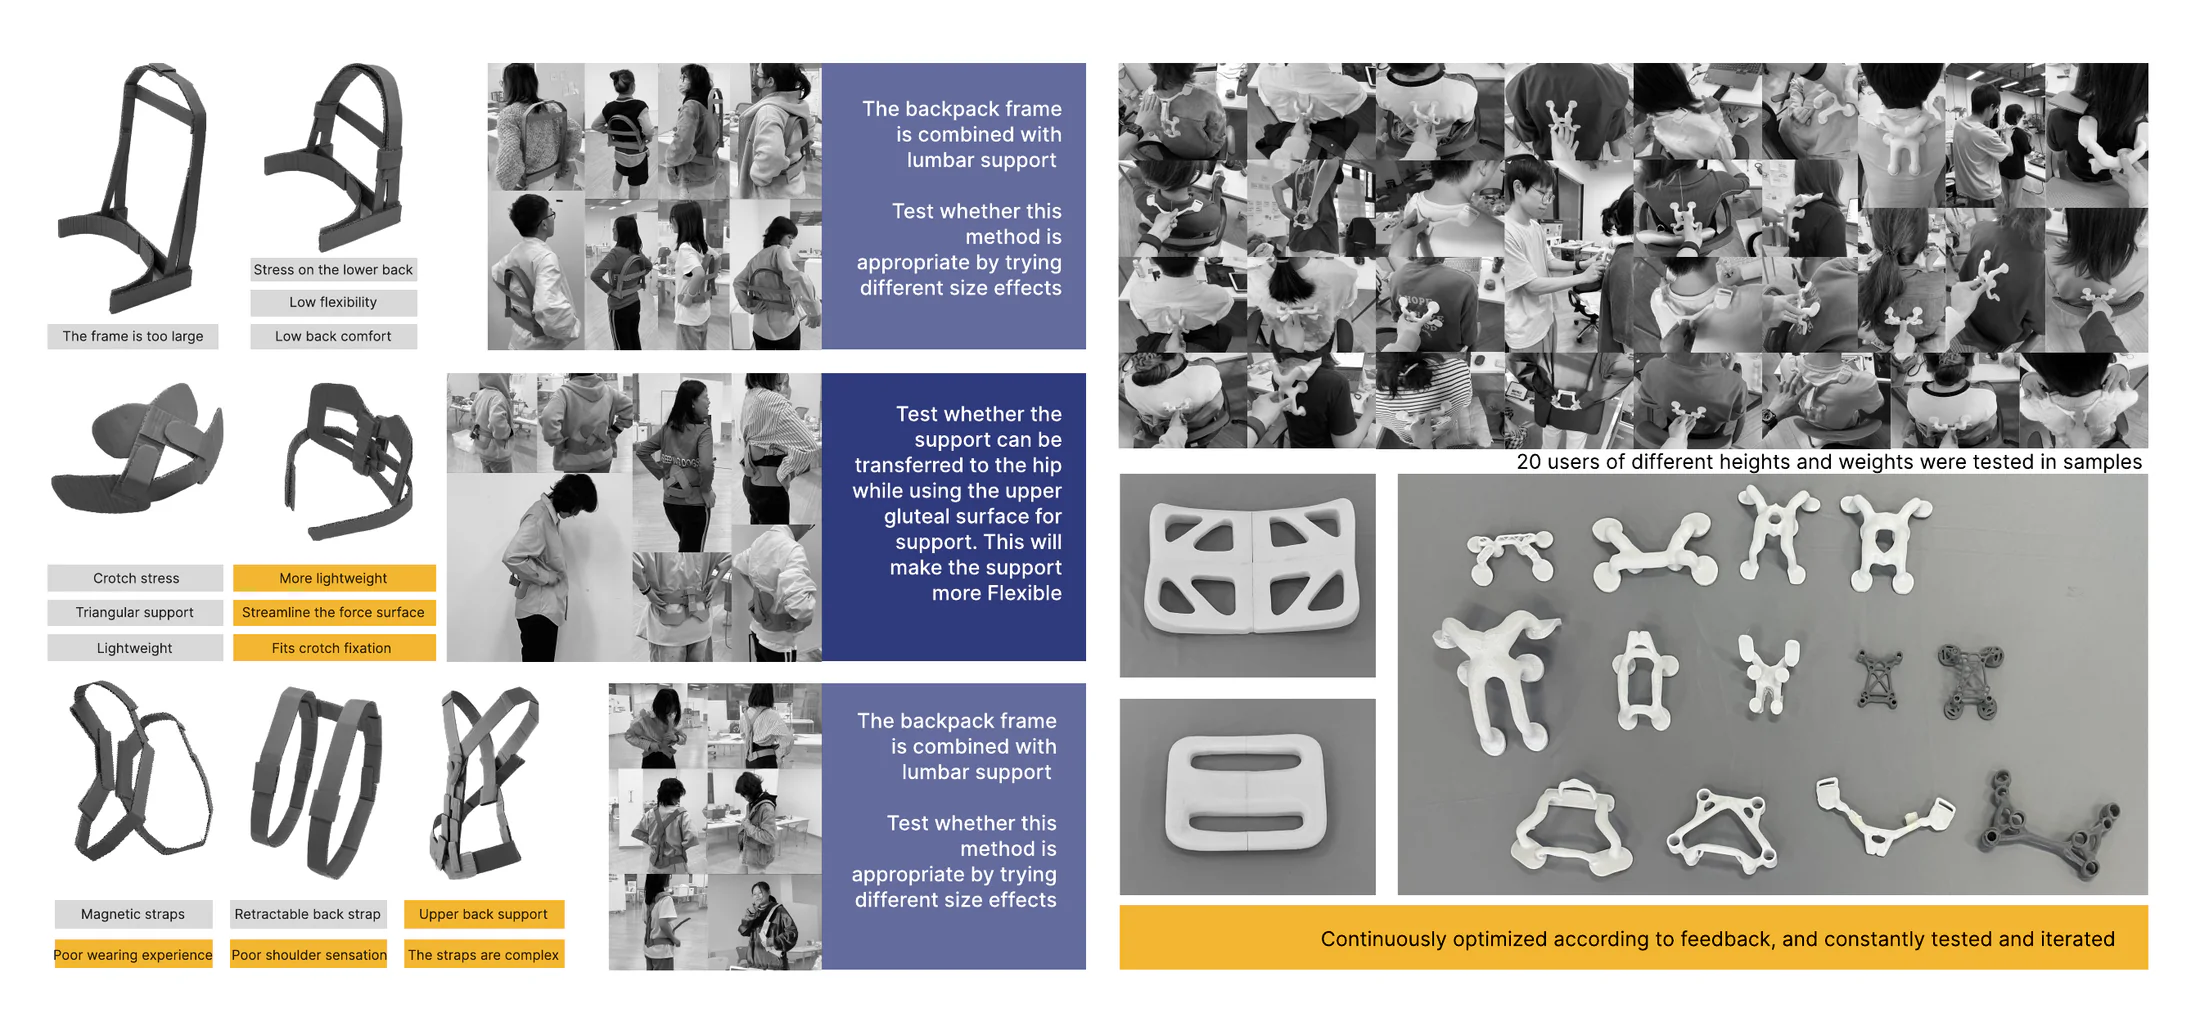 The backpack frame
is combined with
lumbar support
Test whether this
method is
appropriate by trying
different size effects
Stress on the lower back
Low flexibility
The frame is too large
Low back comfort
Test whether the
support can be
transferred to the hip
while using the upper
gluteal surface for
support. This will
make the support
more Flexible
Crotch stress
More lightweight
Triangular support
Streamline the force surface
Lightweight
Fits crotch fixation
The backpack frame
is combined with
lumbar support
Test whether this
method is
appropriate by trying
different size effects
Magnetic straps
Retractable back strap
Upper back support
Poor wearing experience
Poor shoulder sensation
The straps are complex
20 users of different heights and weights were tested in samples
Continuously optimized according to feedback, and constantly tested and iterated